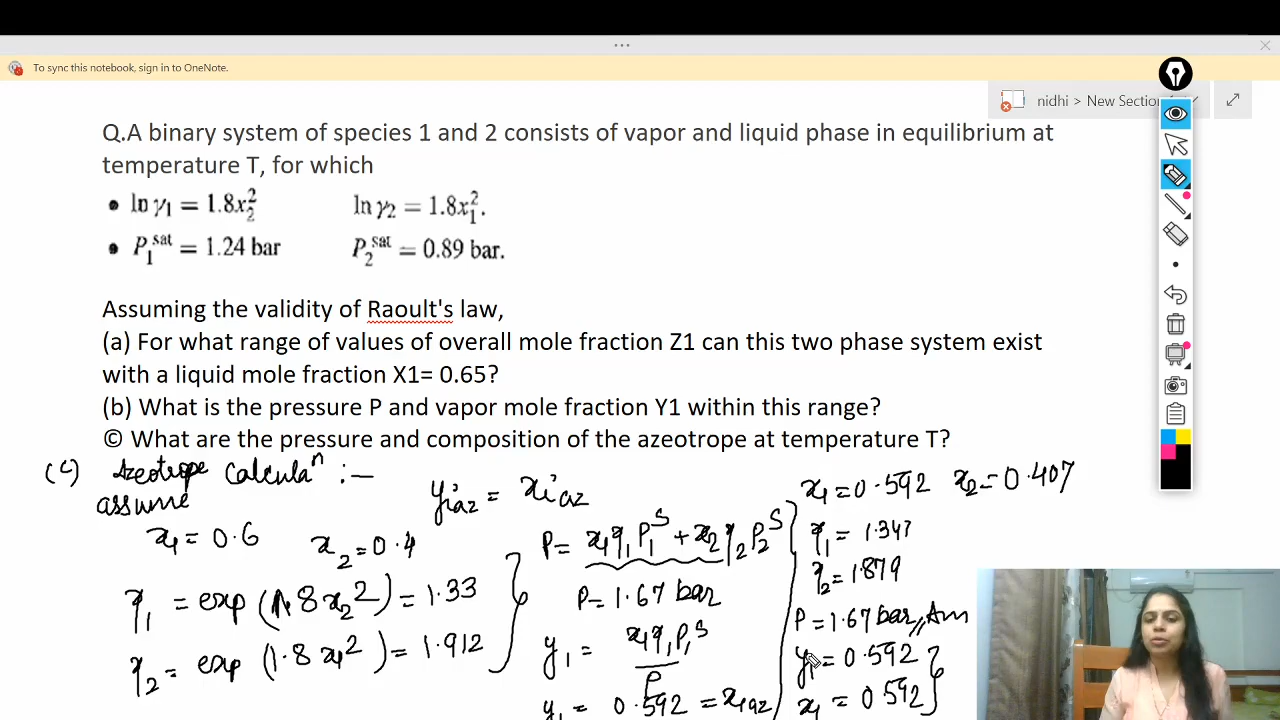 To sync this notebook, sign in to OneNote.
nidhi > New Section
Q.A binary system of species 1 and 2 consists of vapor and liquid phase in equilibrium at
temperature T, for which
• ln γ₁ = 1.8x₂² ln γ₂ = 1.8x₁².
• P₁ˢᵃᵗ = 1.24 bar P₂ˢᵃᵗ = 0.89 bar.
Assuming the validity of Raoult's law,
(a) For what range of values of overall mole fraction Z1 can this two phase system exist
with a liquid mole fraction X1= 0.65?
(b) What is the pressure P and vapor mole fraction Y1 within this range?
© What are the pressure and composition of the azeotrope at temperature T?
(c) Azeotrope Calculaⁿ :–
assume
x₁ = 0.6 x₂ = 0.4
γ₁ = exp (1.8x₂²) = 1.33
γ₂ = exp (1.8x₁²) = 1.912
yᵢaz = xᵢaz
P = x₁γ₁P₁ˢ + x₂γ₂P₂ˢ
P = 1.67 bar
y₁ = x₁γ₁P₁ˢ / P
y₁ = 0.592 = x₁az
x₁ = 0.592 x₂ = 0.407
γ₁ = 1.347
γ₂ = 1.879
P = 1.67 bar,, Ans
y₁ = 0.592
x₁ = 0.592